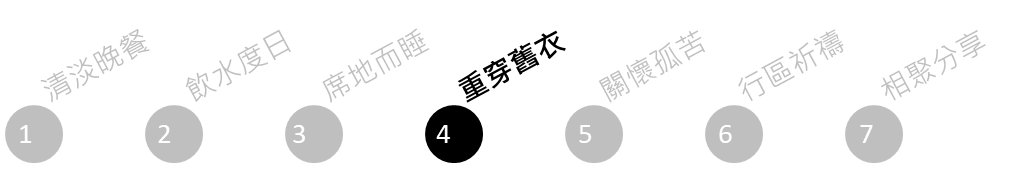 清淡晚餐
飲水度日
席地而睡
重穿舊衣
關懷孤苦
行區祈禱
相聚分享
1 2 3 4 5 6 7